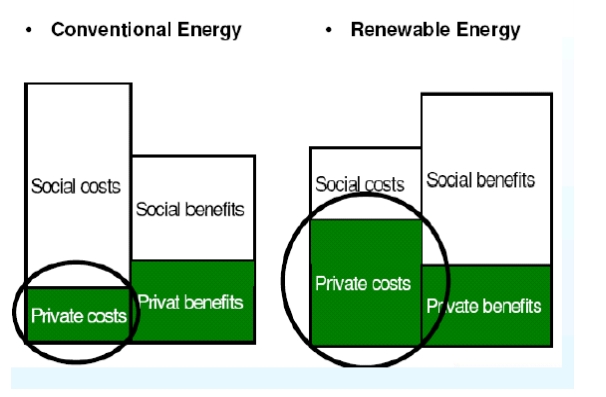 • Conventional Energy
• Renewable Energy
Social costs
Social benefits
Private costs
Privat benefits
Social costs
Social benefits
Private costs
Private benefits